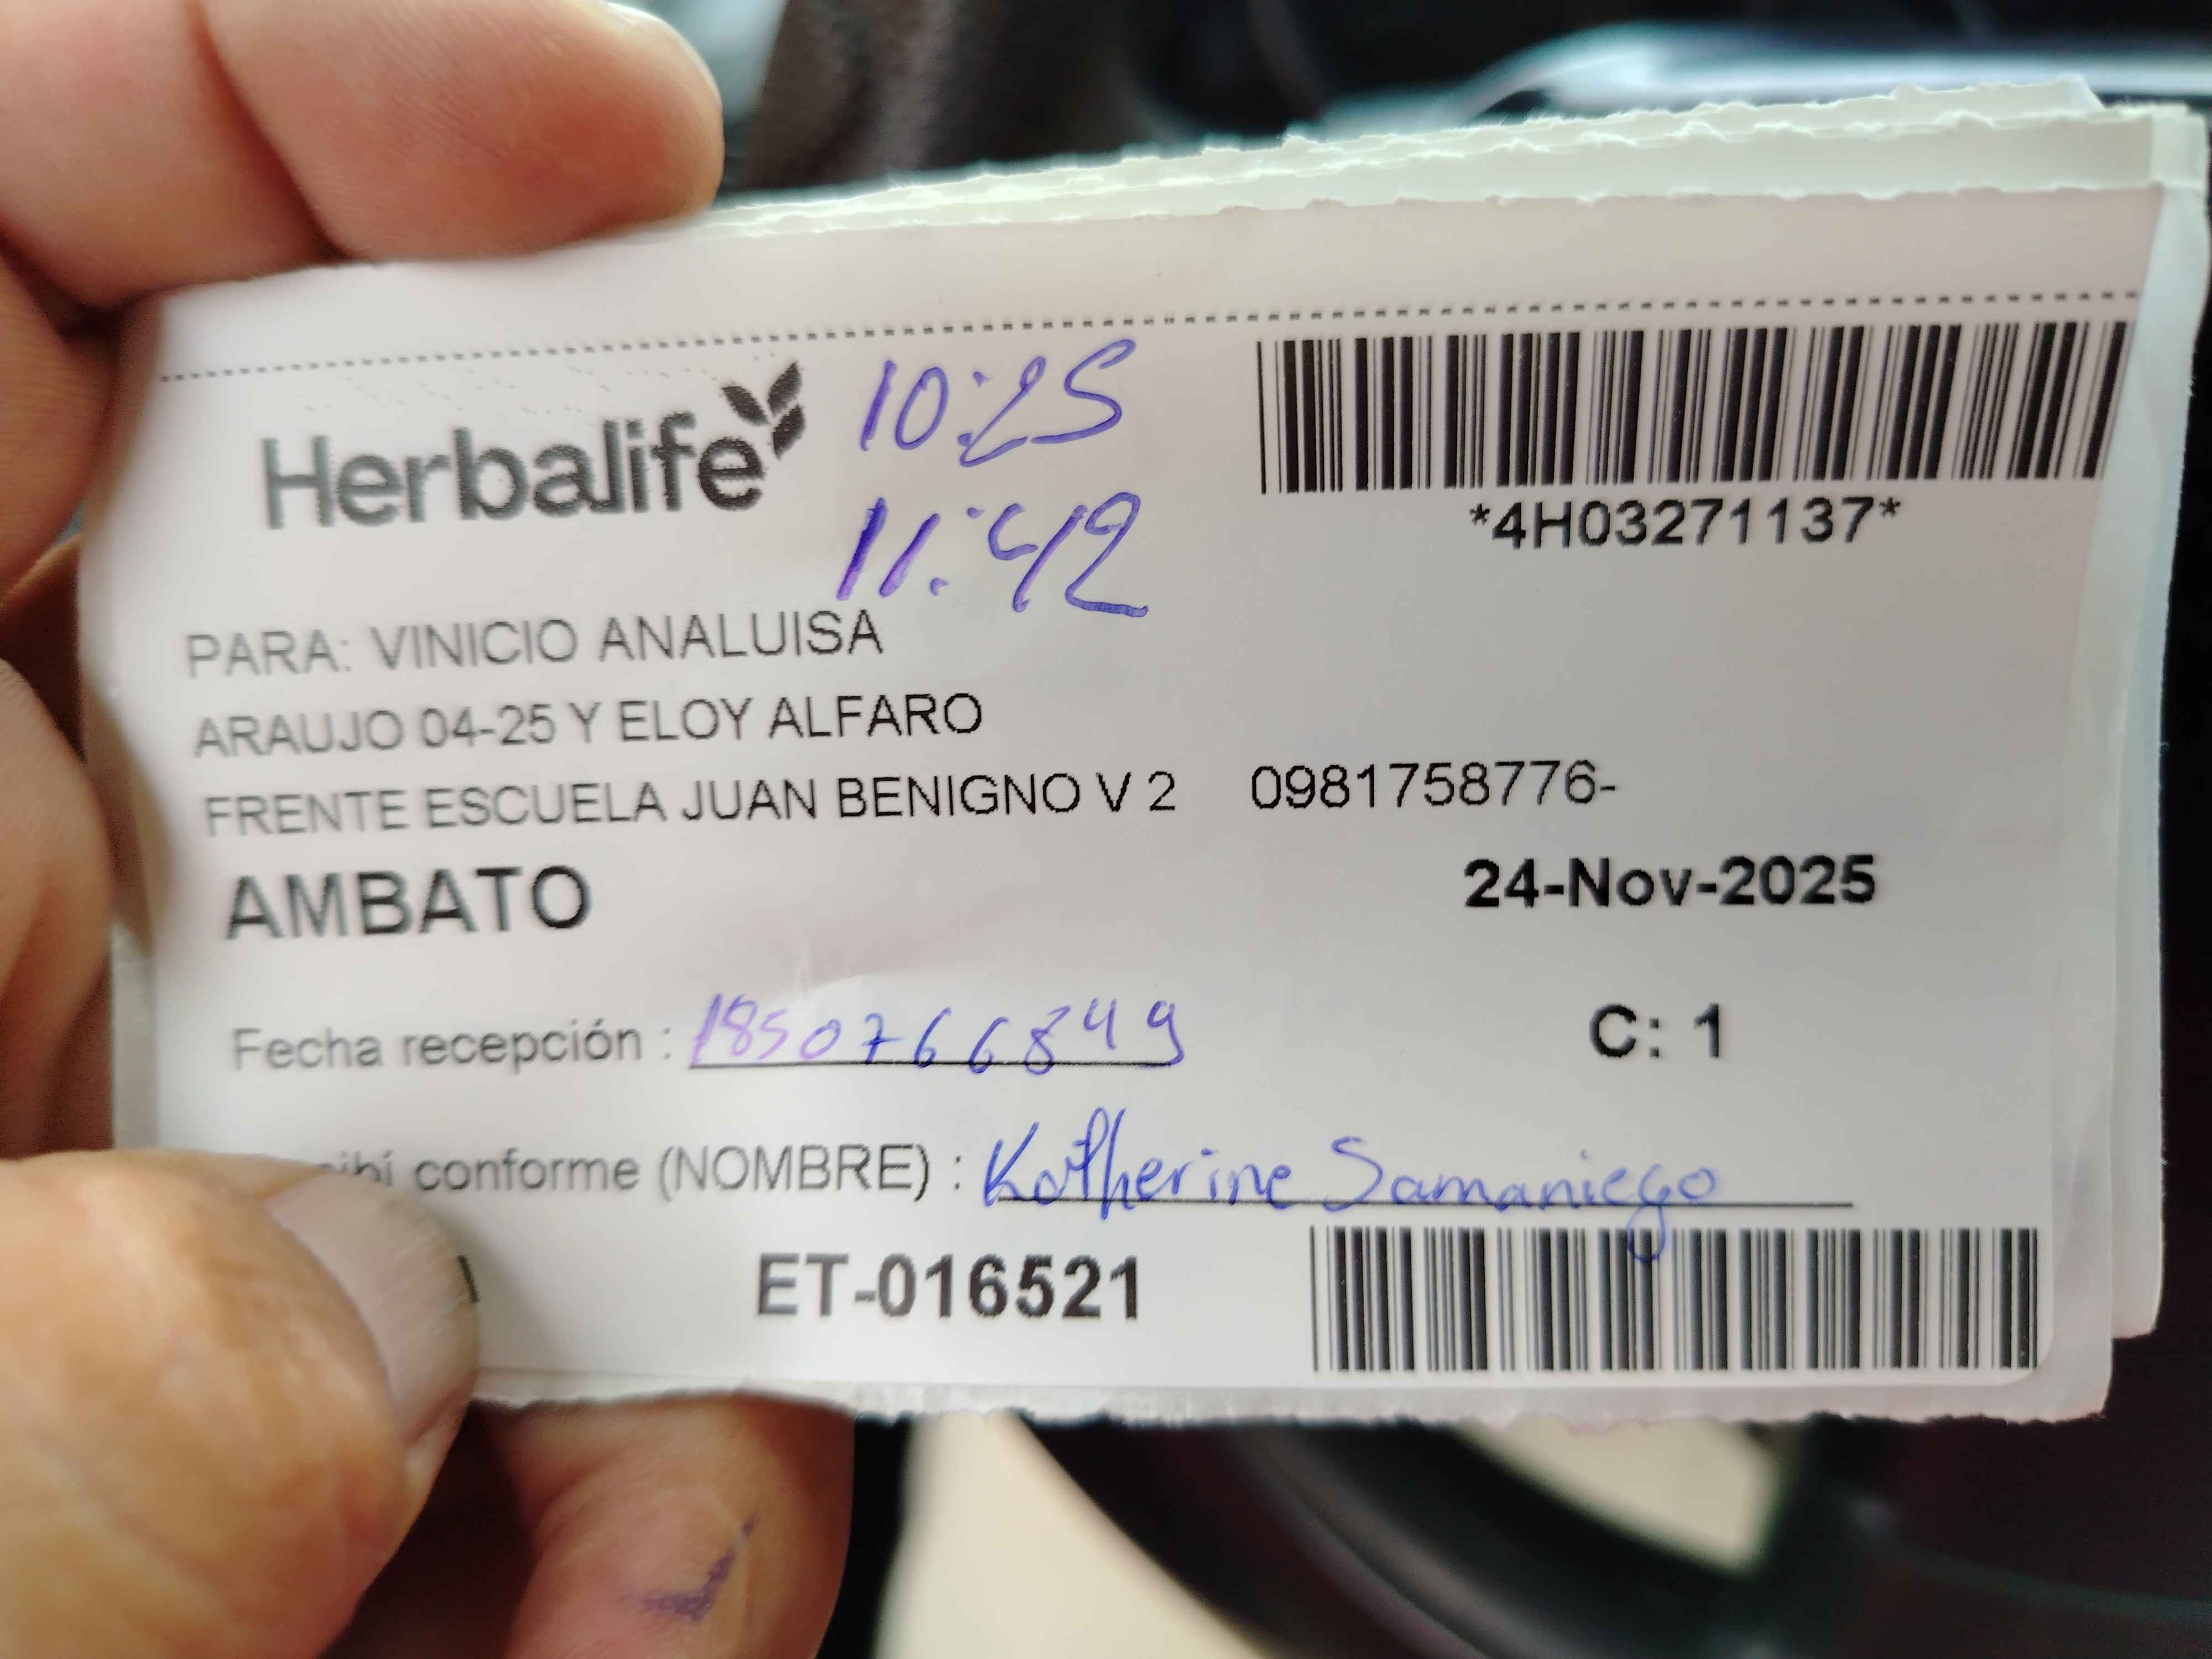 Herbalife
10:25
11:42
*4H03271137*
PARA: VINICIO ANALUISA
ARAUJO 04-25 Y ELOY ALFARO
FRENTE ESCUELA JUAN BENIGNO V 2 0981758776-
AMBATO
24-Nov-2025
Fecha recepción : 1850766849
C: 1
conforme (NOMBRE) : Katherine Samaniego
ET-016521